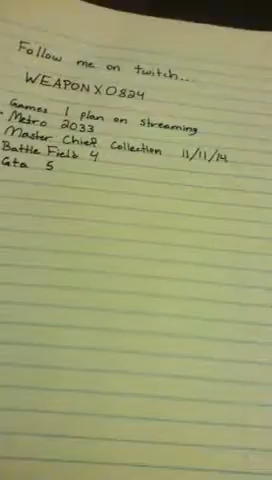 Follow me on twitch...
WEAPONX0824
Games I plan on streaming
- Metro 2033
Master Chief Collection 11/11/14
Battle Field 4
Gta 5